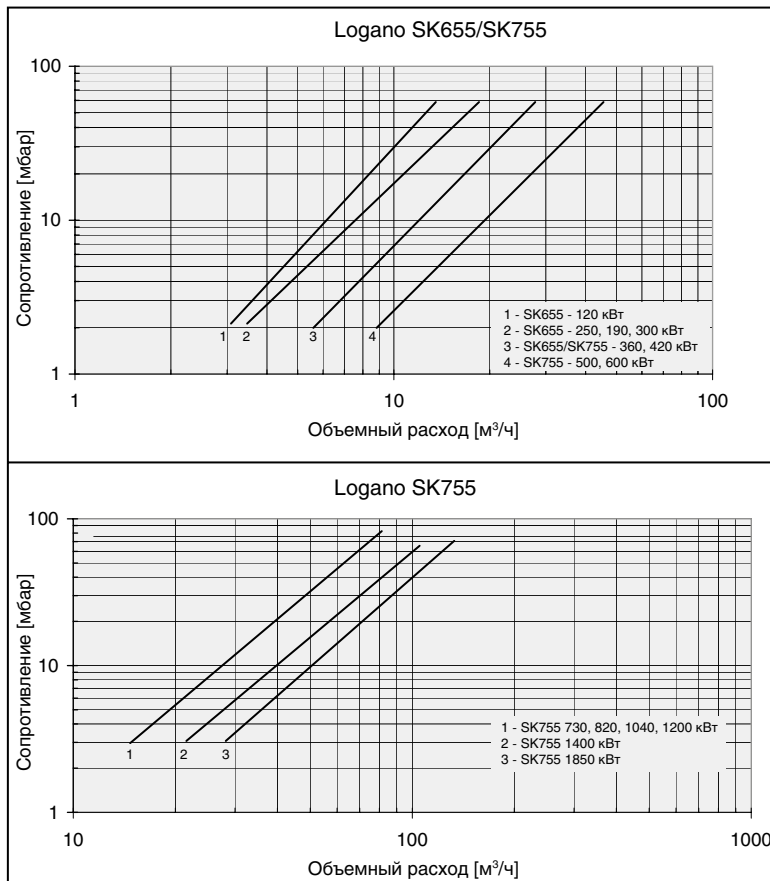 Logano SK655/SK755
100
10
1
Сопротивление [мбар]
1 2 3 4
1 - SK655 - 120 кВт
2 - SK655 - 250, 190, 300 кВт
3 - SK655/SK755 - 360, 420 кВт
4 - SK755 - 500, 600 кВт
1 10 100
Объемный расход [м³/ч]
Logano SK755
100
10
1
Сопротивление [мбар]
1 2 3
1 - SK755 730, 820, 1040, 1200 кВт
2 - SK755 1400 кВт
3 - SK755 1850 кВт
10 100 1000
Объемный расход [м³/ч]